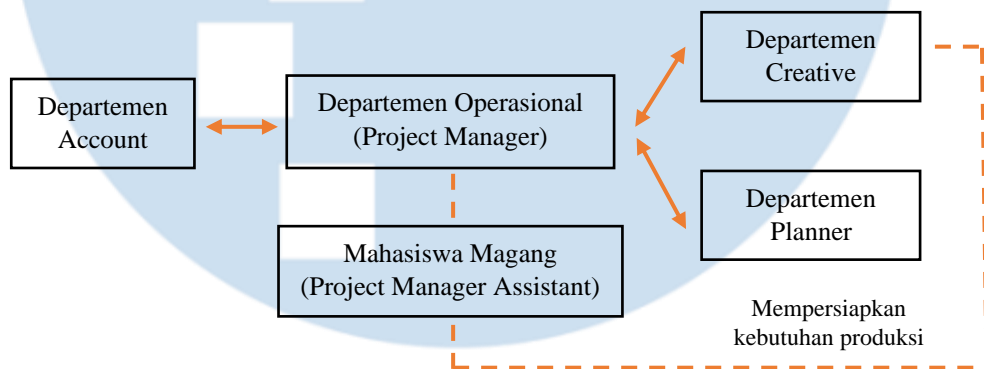 Departemen
Creative
Departemen
Account
Departemen Operasional
(Project Manager)
Departemen
Planner
Mahasiswa Magang
(Project Manager Assistant)
Mempersiapkan
kebutuhan produksi